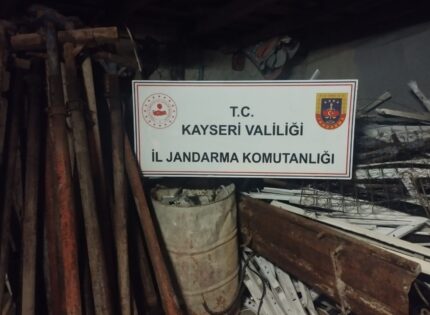 T.C.
KAYSERİ VALİLİĞİ
İL JANDARMA KOMUTANLIĞI